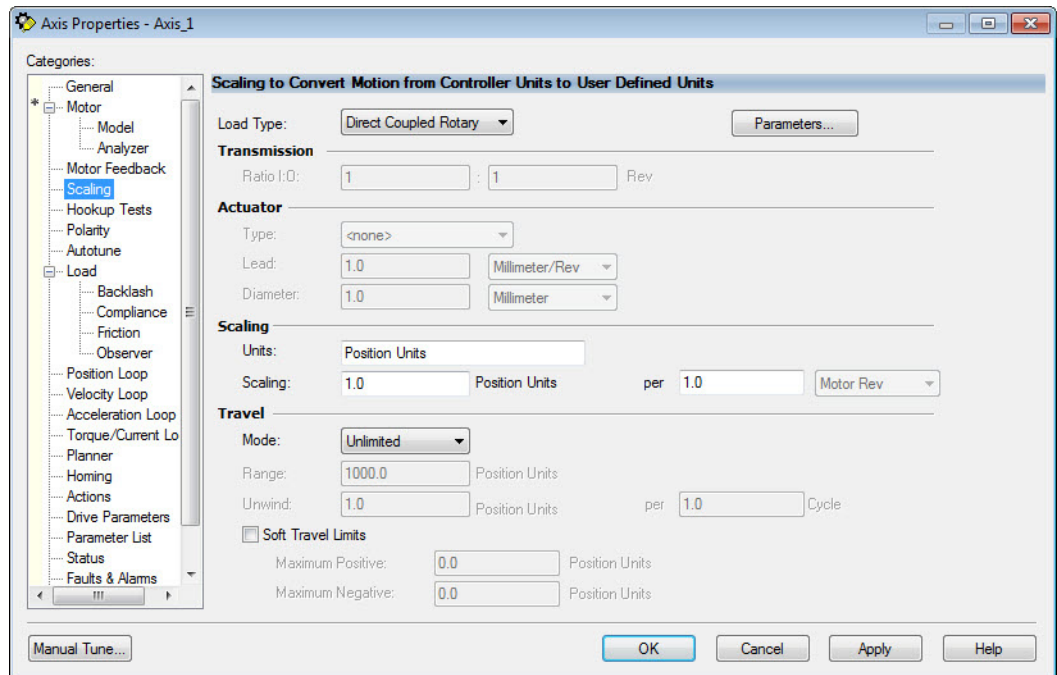 Axis Properties - Axis_1
Categories:
General
* Motor
Model
Analyzer
Motor Feedback
Scaling
Hookup Tests
Polarity
Autotune
Load
Backlash
Compliance
Friction
Observer
Position Loop
Velocity Loop
Acceleration Loop
Torque/Current Lo
Planner
Homing
Actions
Drive Parameters
Parameter List
Status
Faults & Alarms
Scaling to Convert Motion from Controller Units to User Defined Units
Load Type: Direct Coupled Rotary Parameters...
Transmission
Ratio I:O: 1 : 1 Rev
Actuator
Type: <none>
Lead: 1.0 Millimeter/Rev
Diameter: 1.0 Millimeter
Scaling
Units: Position Units
Scaling: 1.0 Position Units per 1.0 Motor Rev
Travel
Mode: Unlimited
Range: 1000.0 Position Units
Unwind: 1.0 Position Units per 1.0 Cycle
Soft Travel Limits
Maximum Positive: 0.0 Position Units
Maximum Negative: 0.0 Position Units
Manual Tune... OK Cancel Apply Help